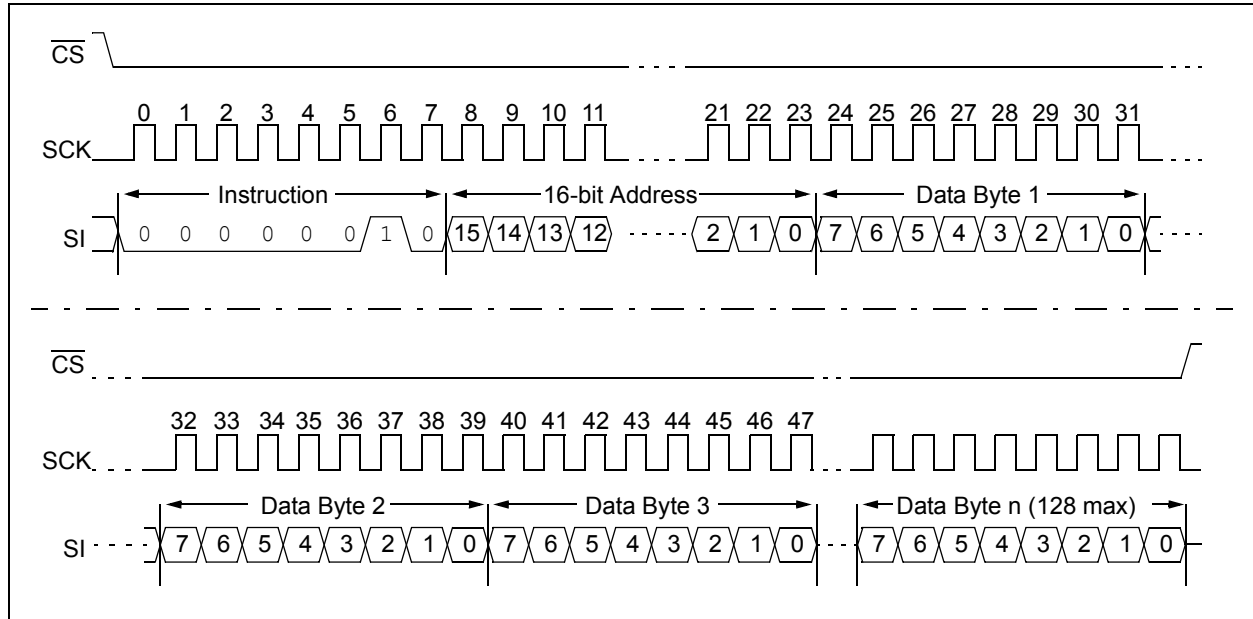 CS
0 1 2 3 4 5 6 7 8 9 10 11 21 22 23 24 25 26 27 28 29 30 31
SCK
Instruction 16-bit Address Data Byte 1
SI 0 0 0 0 0 0 1 0 15 14 13 12 2 1 0 7 6 5 4 3 2 1 0
CS
32 33 34 35 36 37 38 39 40 41 42 43 44 45 46 47
SCK
Data Byte 2 Data Byte 3 Data Byte n (128 max)
SI 7 6 5 4 3 2 1 0 7 6 5 4 3 2 1 0 7 6 5 4 3 2 1 0